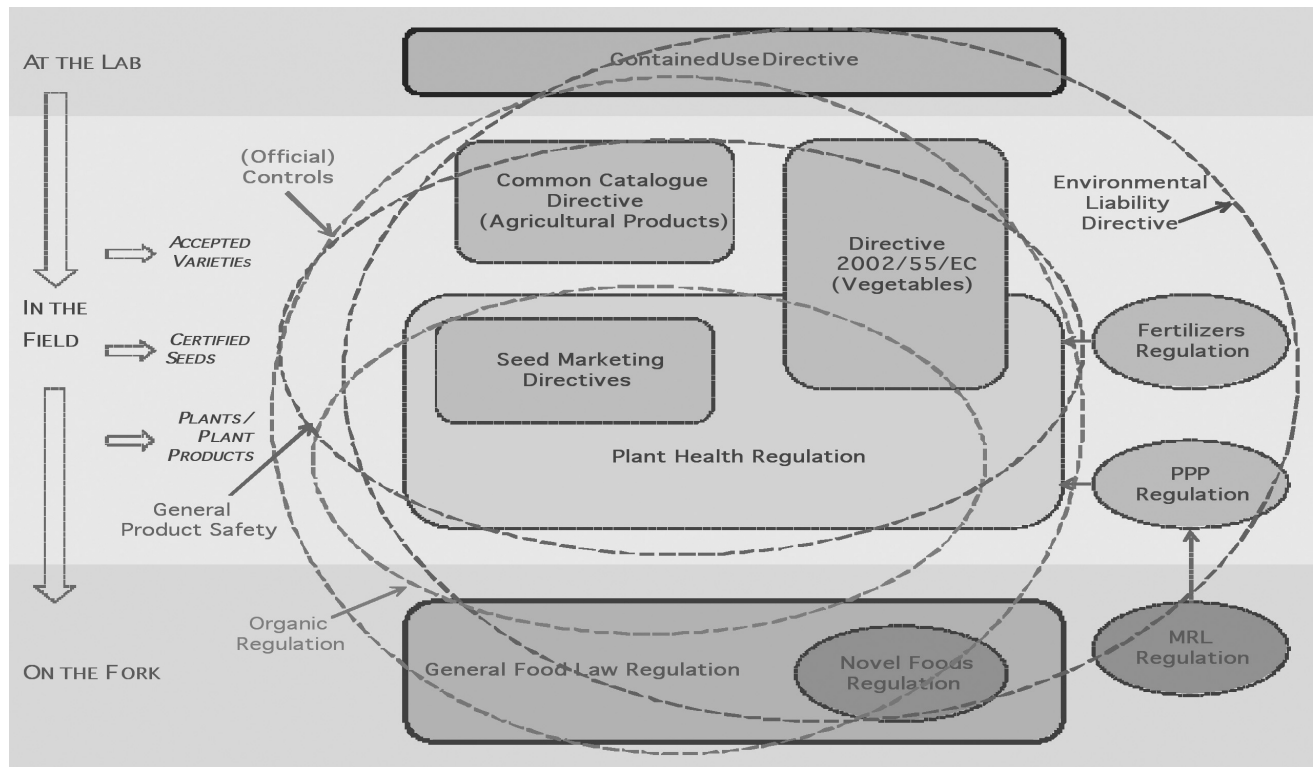 AT THE LAB
ContainedUseDirective
(Official)
Controls
Common Catalogue
Directive
(Agricultural Products)
Environmental
Liability
Directive
ACCEPTED
VARIETIES
Directive
2002/55/EC
(Vegetables)
IN THE
FIELD
CERTIFIED
SEEDS
Seed Marketing
Directives
Fertilizers
Regulation
PLANTS/
PLANT
PRODUCTS
Plant Health Regulation
PPP
Regulation
General
Product Safety
Organic
Regulation
ON THE FORK
General Food Law Regulation
Novel Foods
Regulation
MRL
Regulation